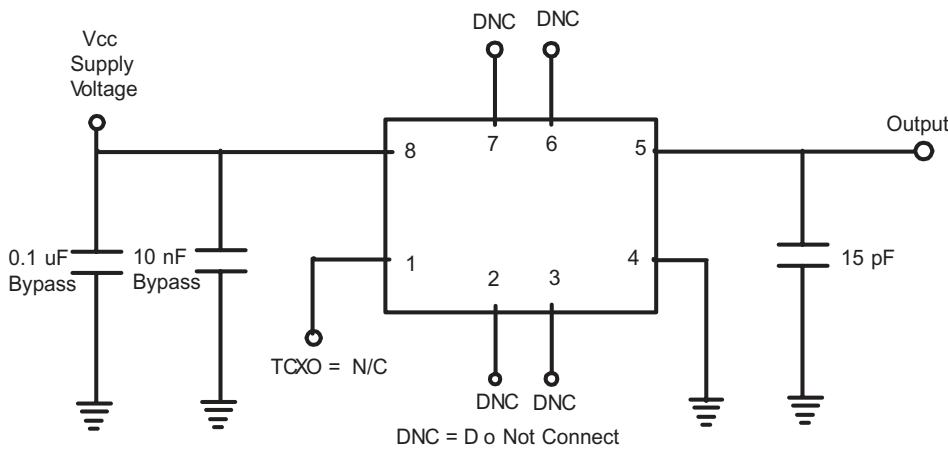 DNC DNC
Vcc
Supply
Voltage
Output
8 7 6 5
0.1 uF
Bypass
10 nF
Bypass
1 2 3 4
15 pF
TCXO = N/C
DNC DNC
DNC = D o Not Connect